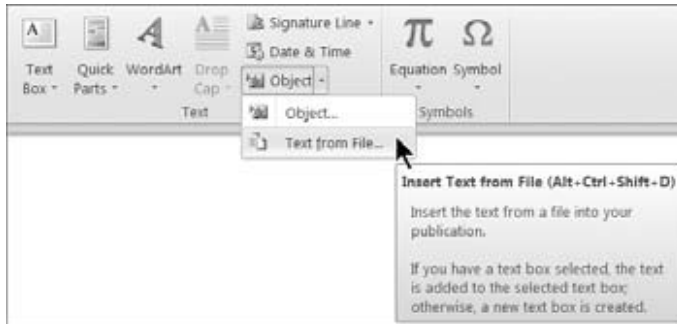 Signature Line
Date & Time
Object
Text Box
Quick Parts
WordArt
Drop Cap
Equation
Symbol
Text
Symbols
Object...
Text from File...
Insert Text from File (Alt+Ctrl+Shift+D)
Insert the text from a file into your
publication.
If you have a text box selected, the text
is added to the selected text box;
otherwise, a new text box is created.